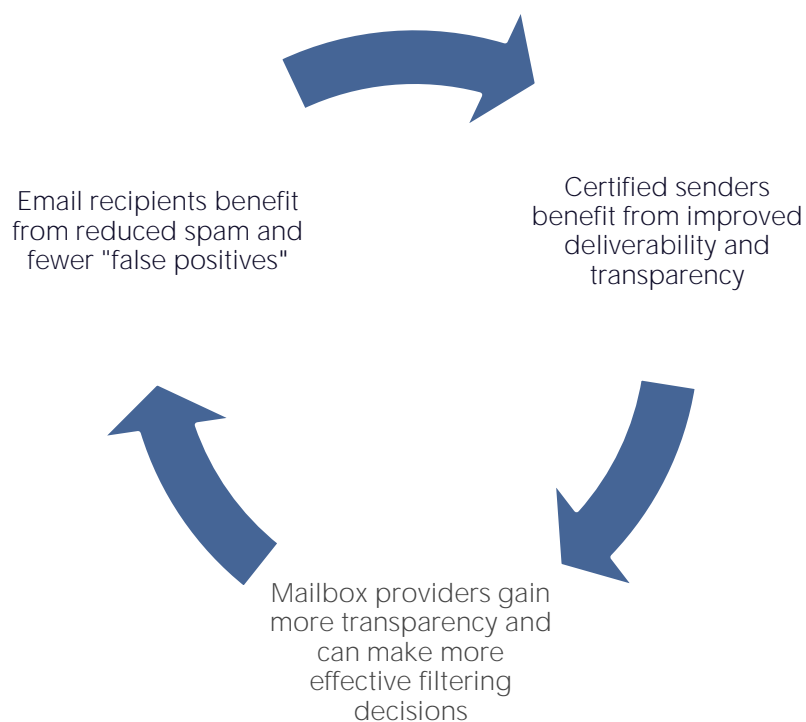 Email recipients benefit
from reduced spam and
fewer "false positives"
Certified senders
benefit from improved
deliverability and
transparency
Mailbox providers gain
more transparency and
can make more
effective filtering
decisions